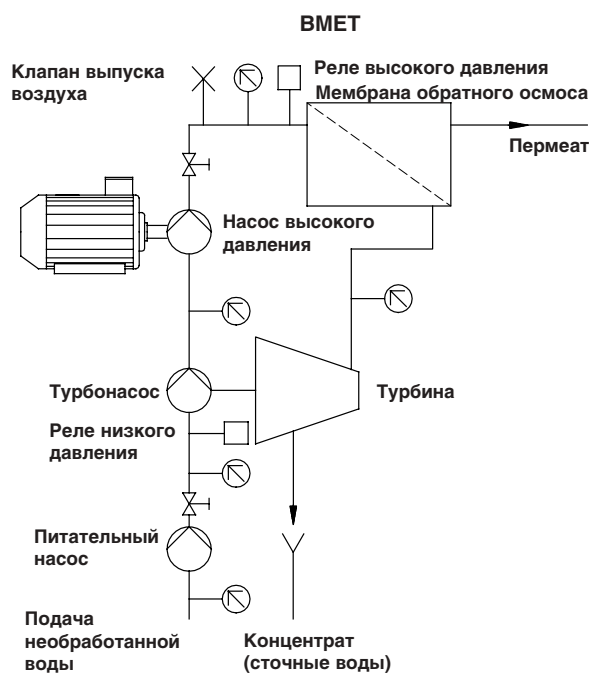 ВМЕТ
Клапан выпуска
воздуха
Реле высокого давления
Мембрана обратного осмоса
Пермеат
Насос высокого
давления
Турбонасос
Турбина
Реле низкого
давления
Питательный
насос
Подача
необработанной
воды
Концентрат
(сточные воды)